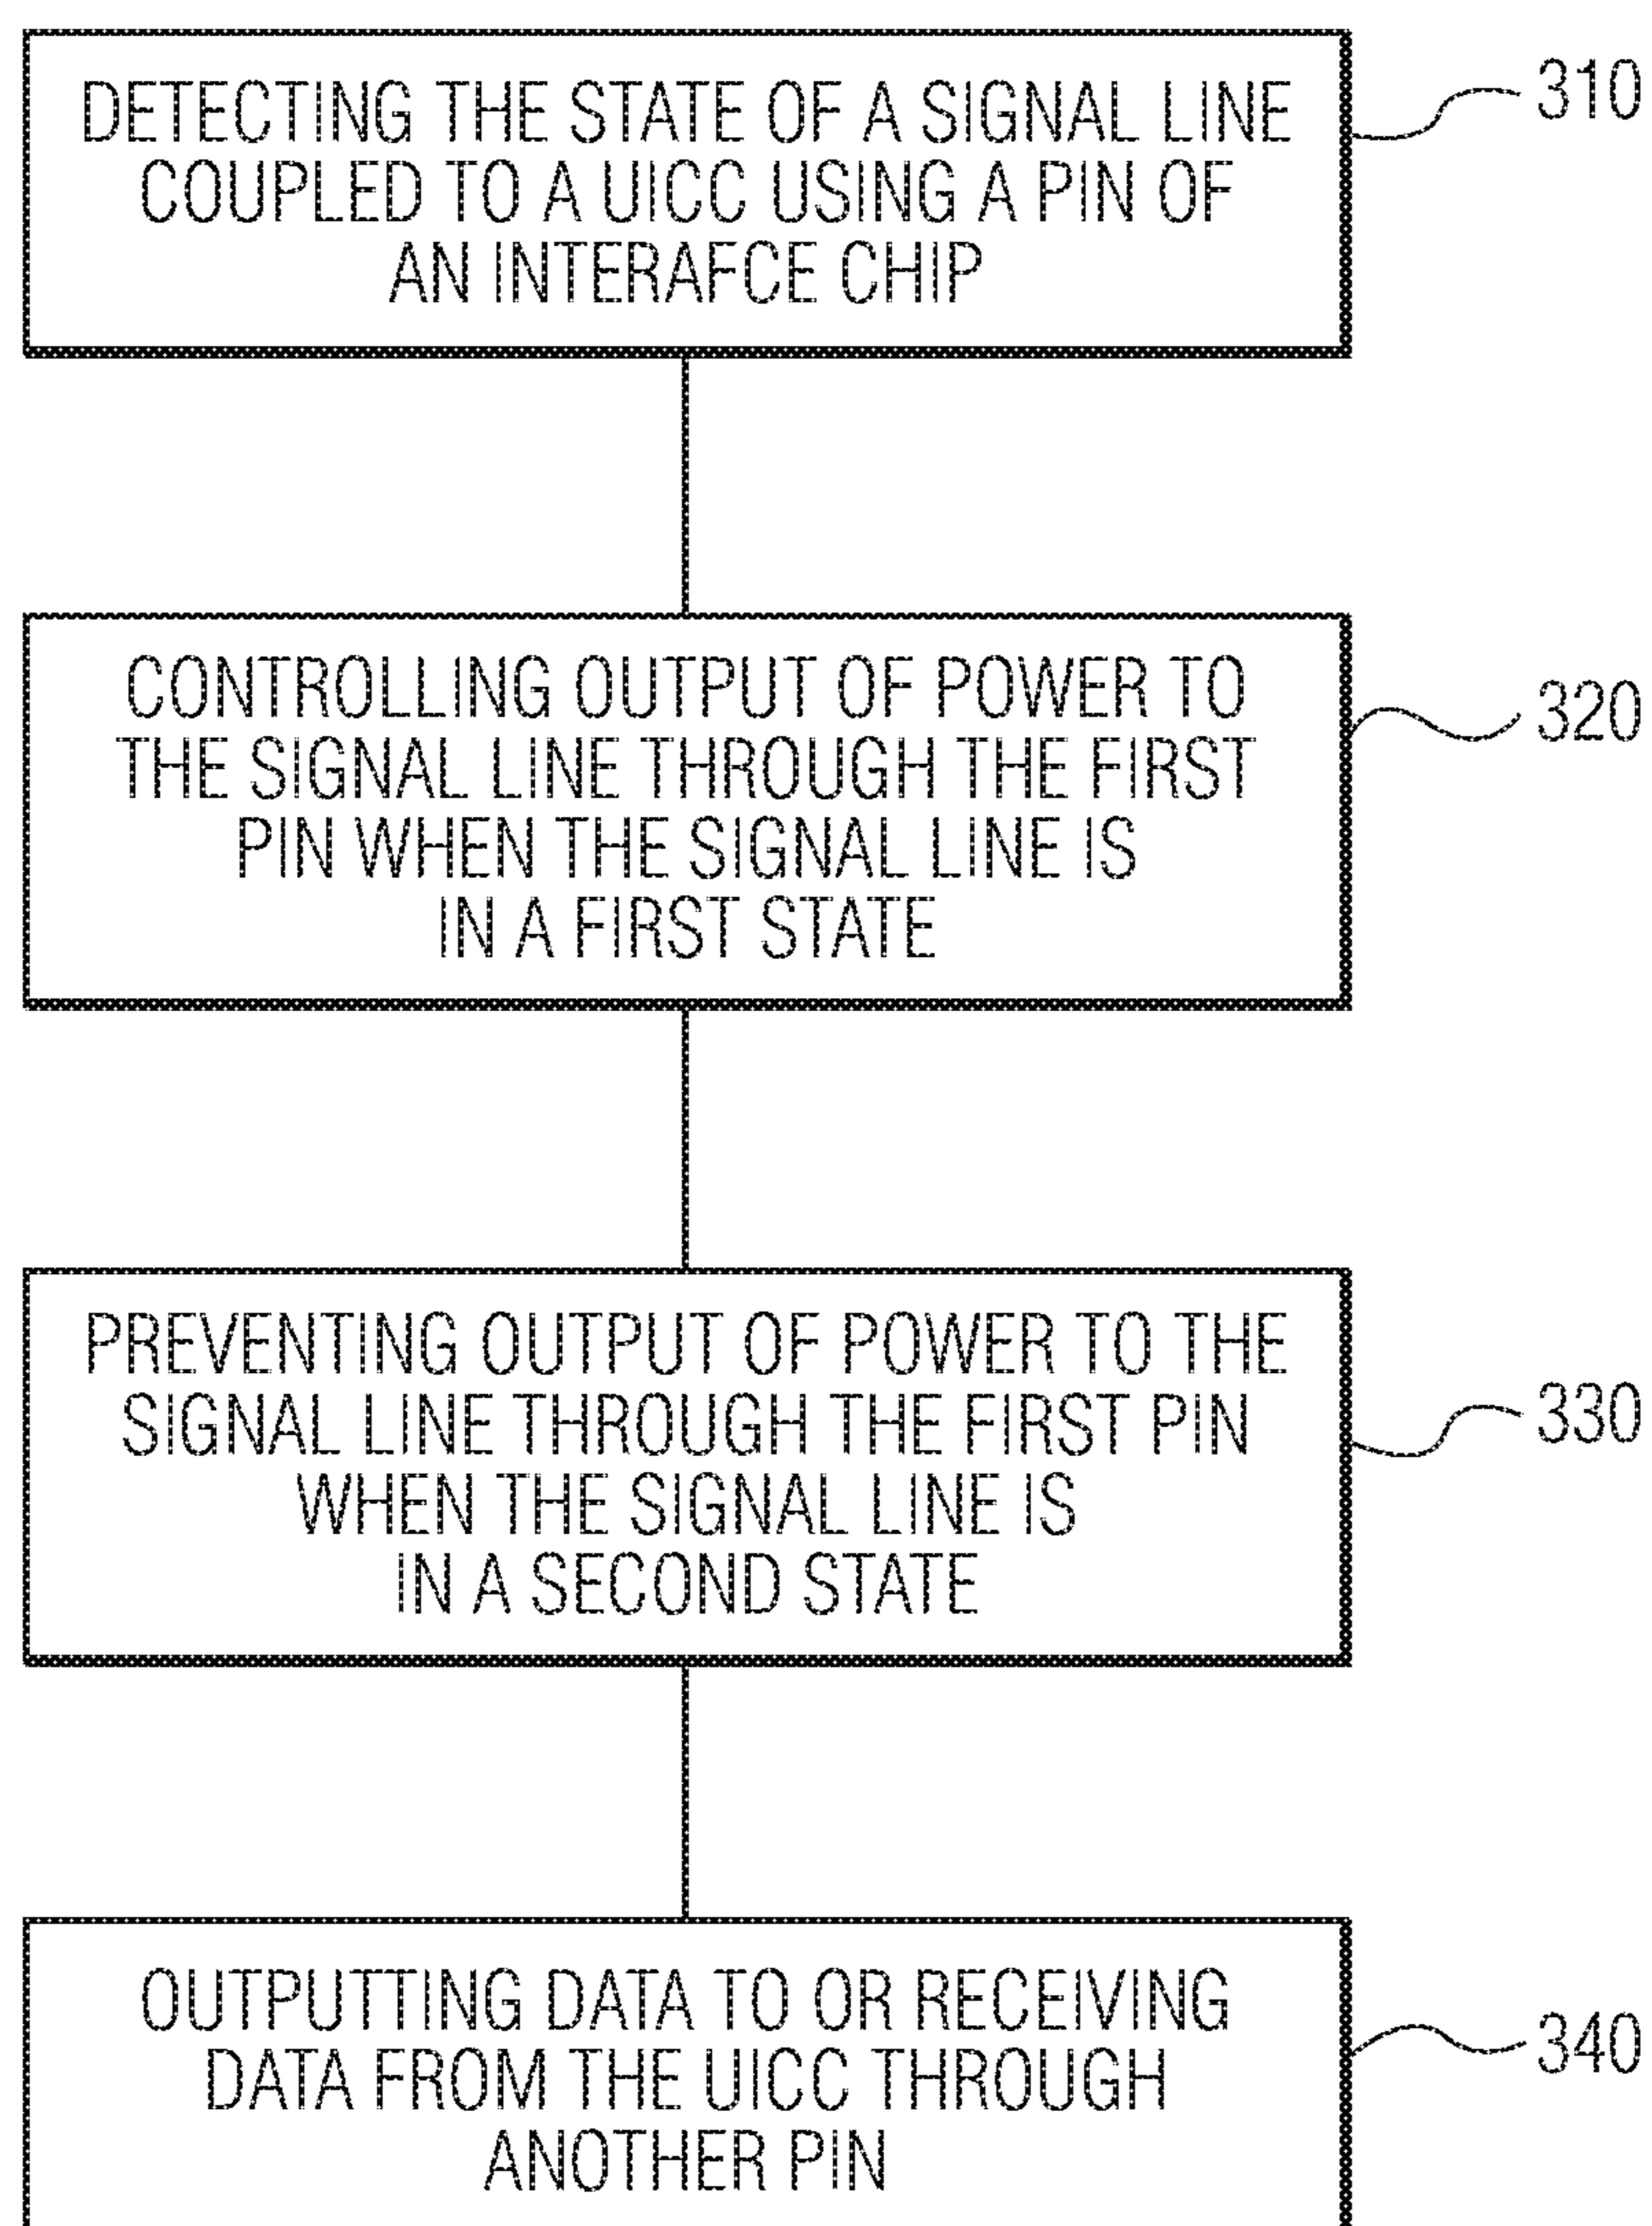 DETECTING THE STATE OF A SIGNAL LINE
COUPLED TO A UICC USING A PIN OF
AN INTERAFCE CHIP
310
CONTROLLING OUTPUT OF POWER TO
THE SIGNAL LINE THROUGH THE FIRST
PIN WHEN THE SIGNAL LINE IS
IN A FIRST STATE
320
PREVENTING OUTPUT OF POWER TO THE
SIGNAL LINE THROUGH THE FIRST PIN
WHEN THE SIGNAL LINE IS
IN A SECOND STATE
330
OUTPUTTING DATA TO OR RECEIVING
DATA FROM THE UICC THROUGH
ANOTHER PIN
340